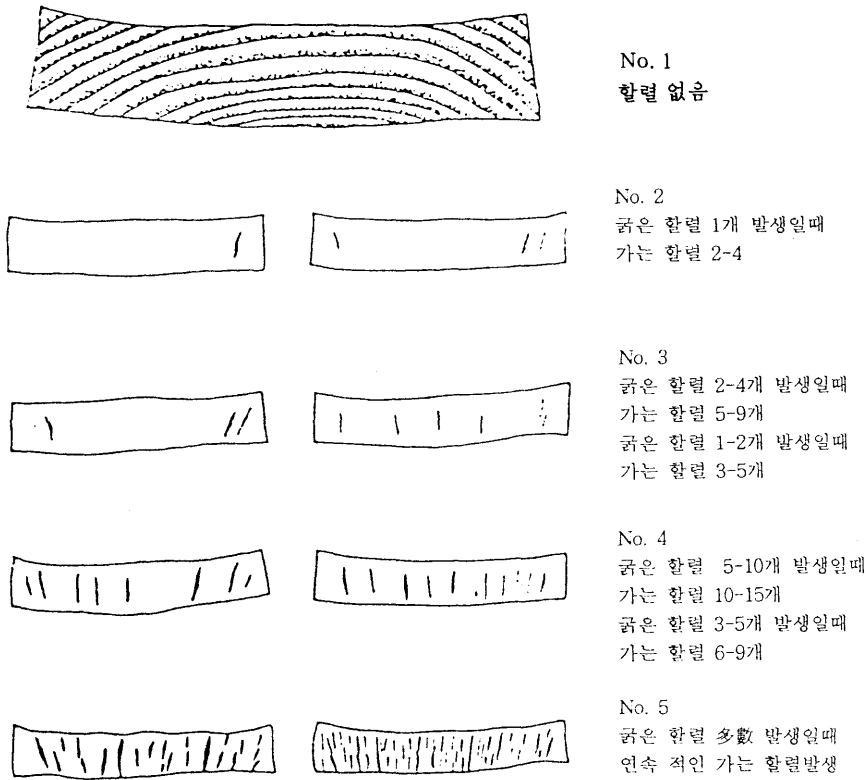 No. 1
할렬 없음
No. 2
굵은 할렬 1개 발생일때
가는 할렬 2-4
No. 3
굵은 할렬 2-4개 발생일때
가는 할렬 5-9개
굵은 할렬 1-2개 발생일때
가는 할렬 3-5개
No. 4
굵은 할렬 5-10개 발생일때
가는 할렬 10-15개
굵은 할렬 3-5개 발생일때
가는 할렬 6-9개
No. 5
굵은 할렬 多數 발생일때
연속 적인 가는 할렬발생